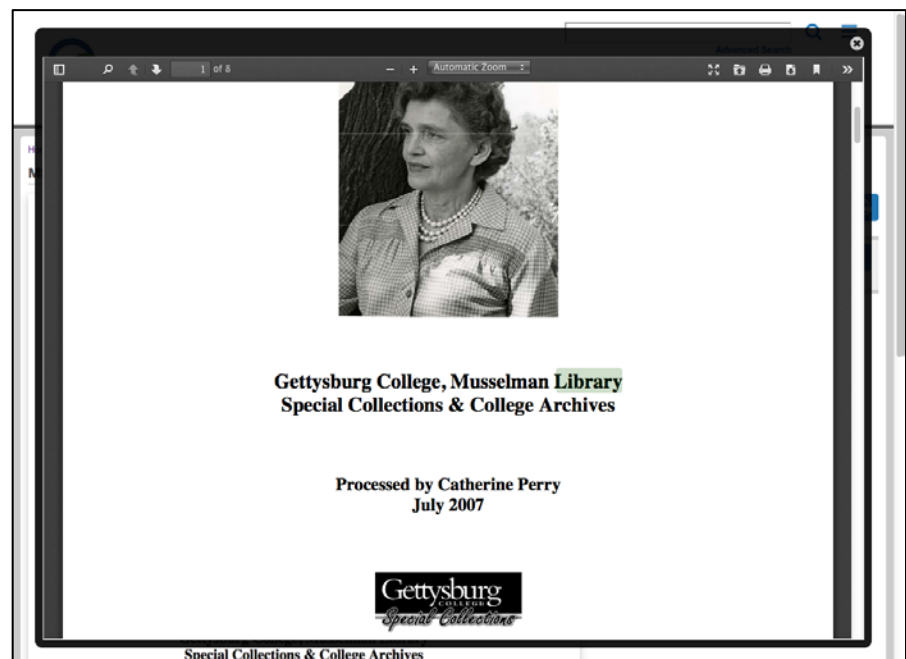 Advanced Search
1 of 8
Automatic Zoom
Gettysburg College, Musselman Library
Special Collections & College Archives
Processed by Catherine Perry
July 2007
Gettysburg
COLLEGE
Special Collections
Special Collections & College Archives